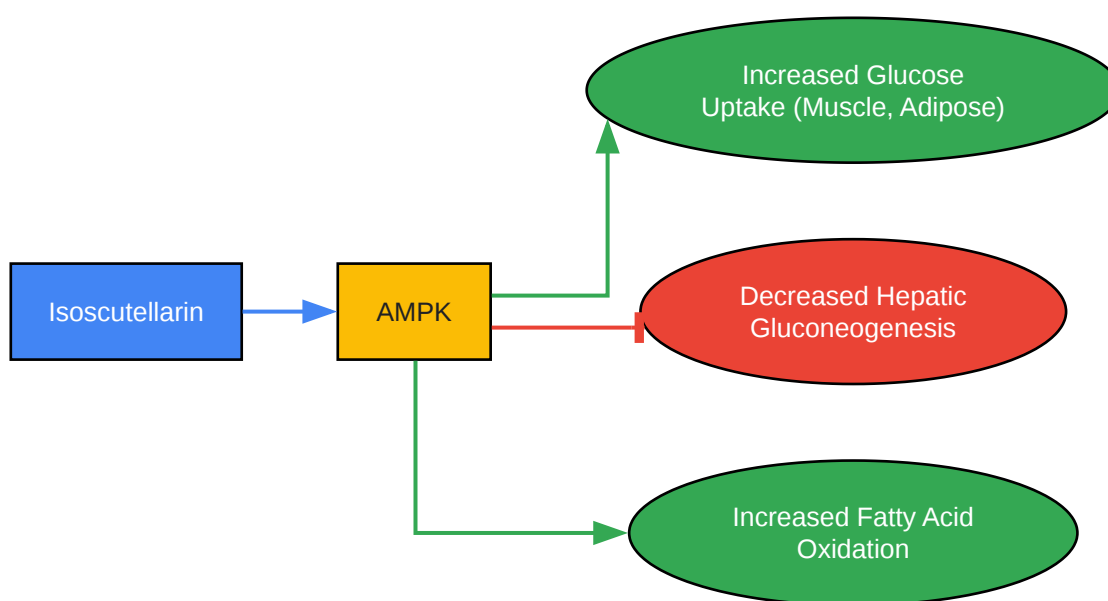 Increased Glucose
Uptake (Muscle, Adipose)
Isoscutellarin
AMPK
Decreased Hepatic
Gluconeogenesis
Increased Fatty Acid
Oxidation